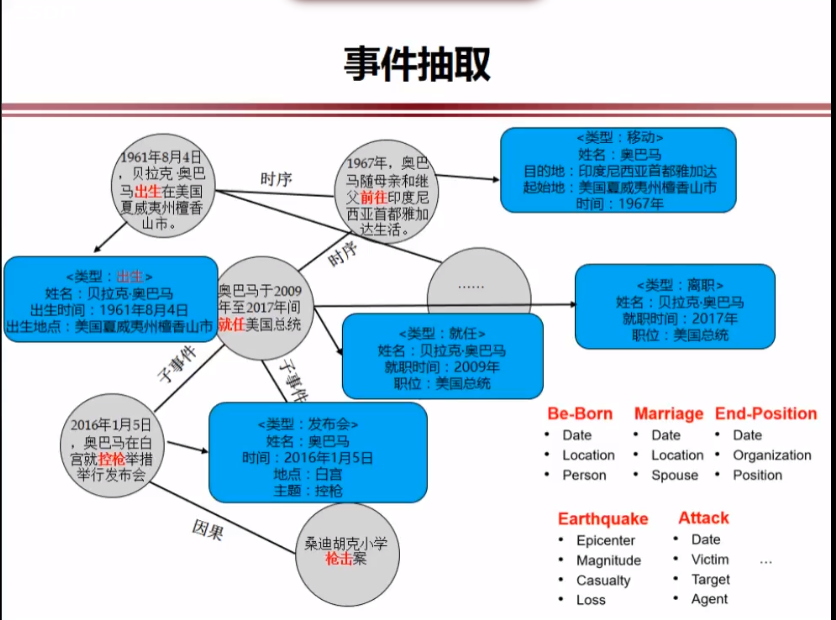 事件抽取
1961年8月4日
，贝拉克·奥巴
马出生在美国
夏威夷州檀香
山市。
时序
1967年，奥巴
马随母亲和继
父前往印度尼
西亚首都雅加
达生活。
<类型：移动>
姓名：奥巴马
目的地：印度尼西亚首都雅加达
起始地：美国夏威夷州檀香山市
时间：1967年
时序
<类型：出生>
姓名：贝拉克·奥巴马
出生时间：1961年8月4日
出生地点：美国夏威夷州檀香山市
奥巴马于2009
年至2017年间
就任美国总统
......
<类型：离职>
姓名：贝拉克·奥巴马
就职时间：2017年
职位：美国总统
<类型：就任>
姓名：贝拉克·奥巴马
就职时间：2009年
职位：美国总统
子事件
子事件
2016年1月5日
，奥巴马在白
宫就控枪举措
举行发布会
<类型：发布会>
姓名：奥巴马
时间：2016年1月5日
地点：白宫
主题：控枪
因果
桑迪胡克小学
枪击案
Be-Born
• Date
• Location
• Person
Marriage
• Date
• Location
• Spouse
End-Position
• Date
• Organization
• Position
Earthquake
• Epicenter
• Magnitude
• Casualty
• Loss
Attack
• Date
• Victim
• Target
• Agent
...